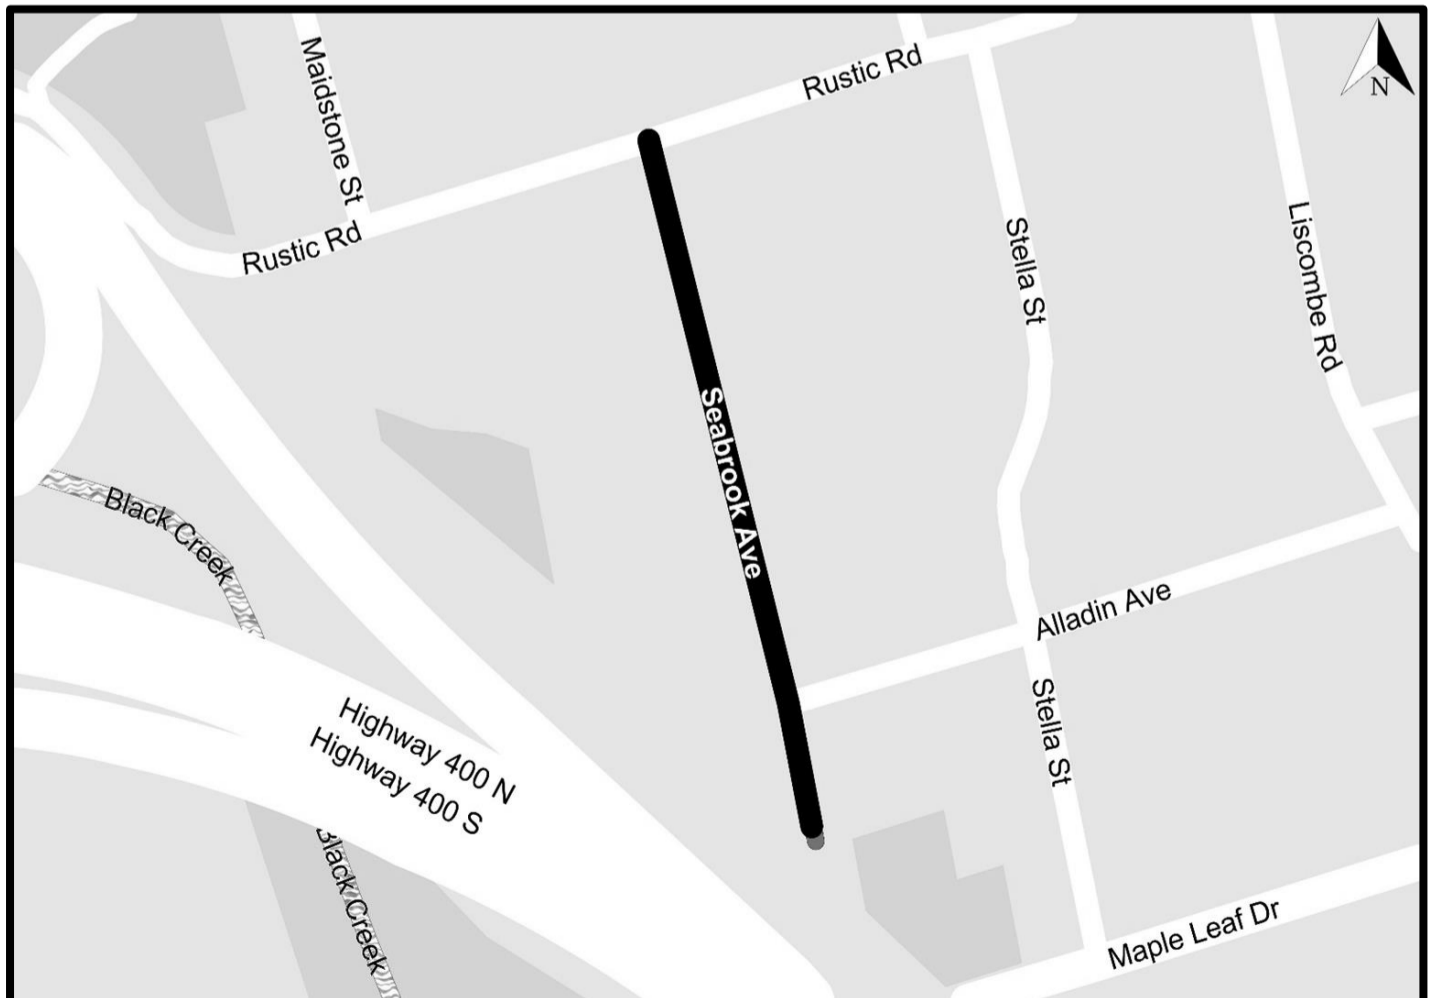 Maidstone St
Rustic Rd
N
Rustic Rd
Stella St
Liscombe Rd
Seabrook Ave
Black Creek
Alladin Ave
Highway 400 N
Highway 400 S
Stella St
Black Creek
Maple Leaf Dr